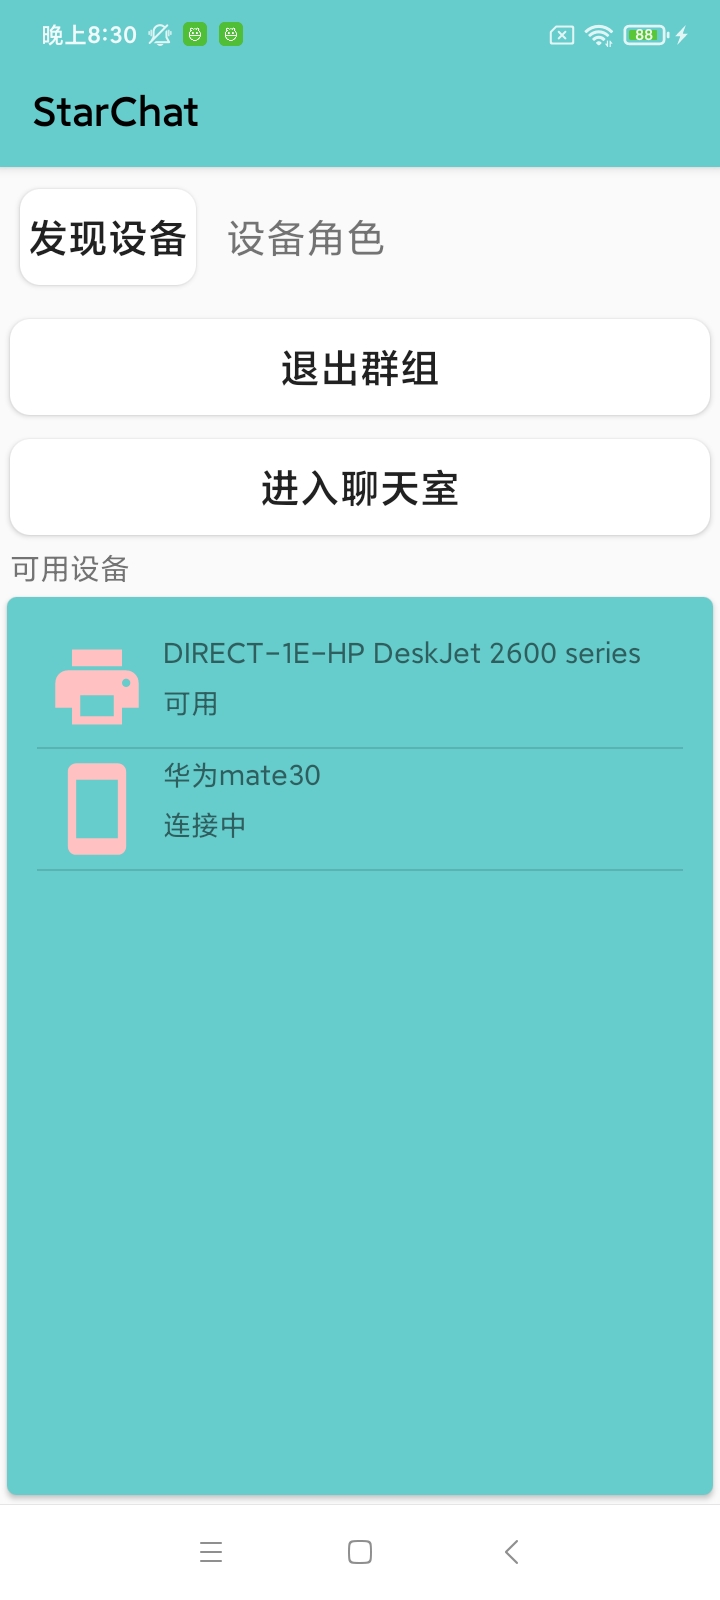 晚上8:30
88
StarChat
发现设备 设备角色
退出群组
进入聊天室
可用设备
DIRECT-1E-HP DeskJet 2600 series
可用
华为mate30
连接中